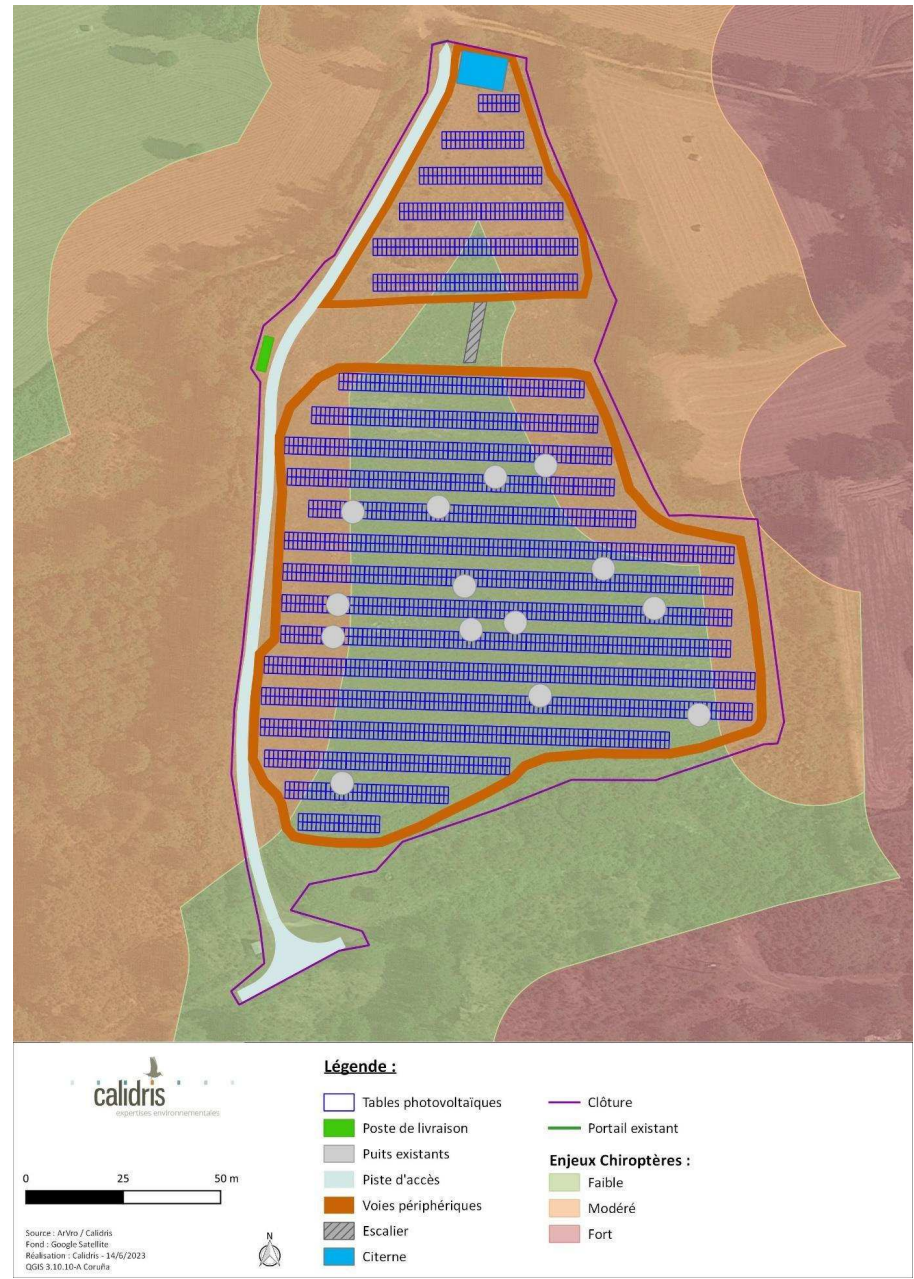 calidris
expertises environnementales
0 25 50 m
Source : ArVro / Calidris
Fond : Google Satellite
Réalisation : Calidris - 14/6/2023
QGIS 3.10.10-A Coruña
N
Légende :
Tables photovoltaïques
Poste de livraison
Puits existants
Piste d'accès
Voies périphériques
Escalier
Citerne
Clôture
Portail existant
Enjeux Chiroptères :
Faible
Modéré
Fort